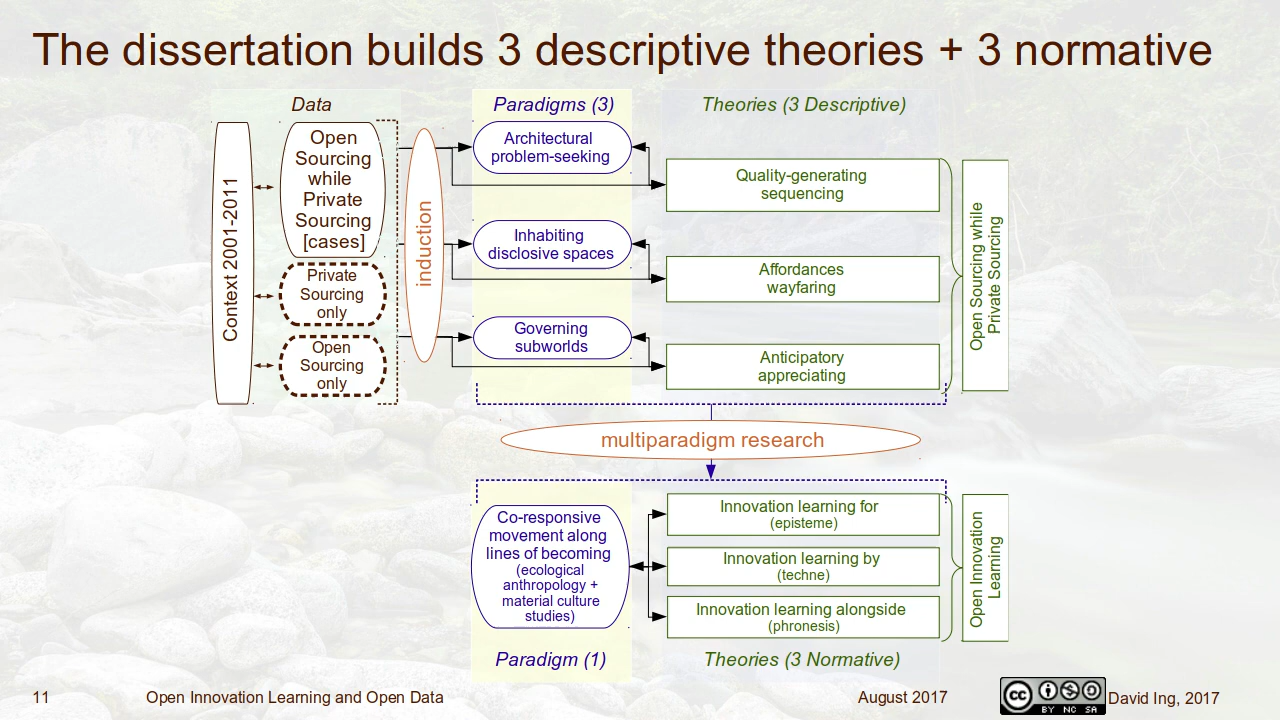 The dissertation builds 3 descriptive theories + 3 normative
Data
Paradigms (3)
Theories (3 Descriptive)
Context 2001-2011
Open
Sourcing
while
Private
Sourcing
[cases]
Private
Sourcing
only
Open
Sourcing
only
induction
Architectural
problem-seeking
Inhabiting
disclosive spaces
Governing
subworlds
Quality-generating
sequencing
Affordances
wayfaring
Anticipatory
appreciating
Open Sourcing while
Private Sourcing
multiparadigm research
Co-responsive
movement along
lines of becoming
(ecological
anthropology +
material culture
studies)
Innovation learning for
(episteme)
Innovation learning by
(techne)
Innovation learning alongside
(phronesis)
Open Innovation
Learning
Paradigm (1)
Theories (3 Normative)
11
Open Innovation Learning and Open Data
August 2017
cc
BY NC SA
David Ing, 2017